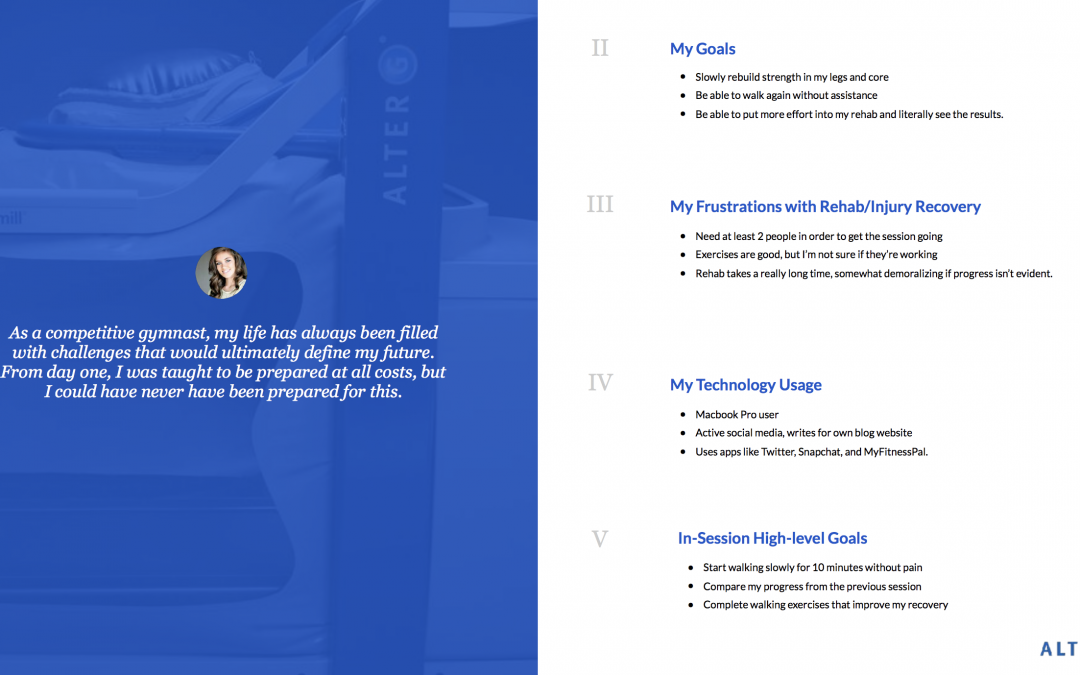 ALTER G
mill
As a competitive gymnast, my life has always been filled
with challenges that would ultimately define my future.
From day one, I was taught to be prepared at all costs, but
I could have never have been prepared for this.
II
My Goals
• Slowly rebuild strength in my legs and core
• Be able to walk again without assistance
• Be able to put more effort into my rehab and literally see the results.
III
My Frustrations with Rehab/Injury Recovery
• Need at least 2 people in order to get the session going
• Exercises are good, but I'm not sure if they're working
• Rehab takes a really long time, somewhat demoralizing if progress isn't evident.
IV
My Technology Usage
• Macbook Pro user
• Active social media, writes for own blog website
• Uses apps like Twitter, Snapchat, and MyFitnessPal.
V
In-Session High-level Goals
• Start walking slowly for 10 minutes without pain
• Compare my progress from the previous session
• Complete walking exercises that improve my recovery
ALT